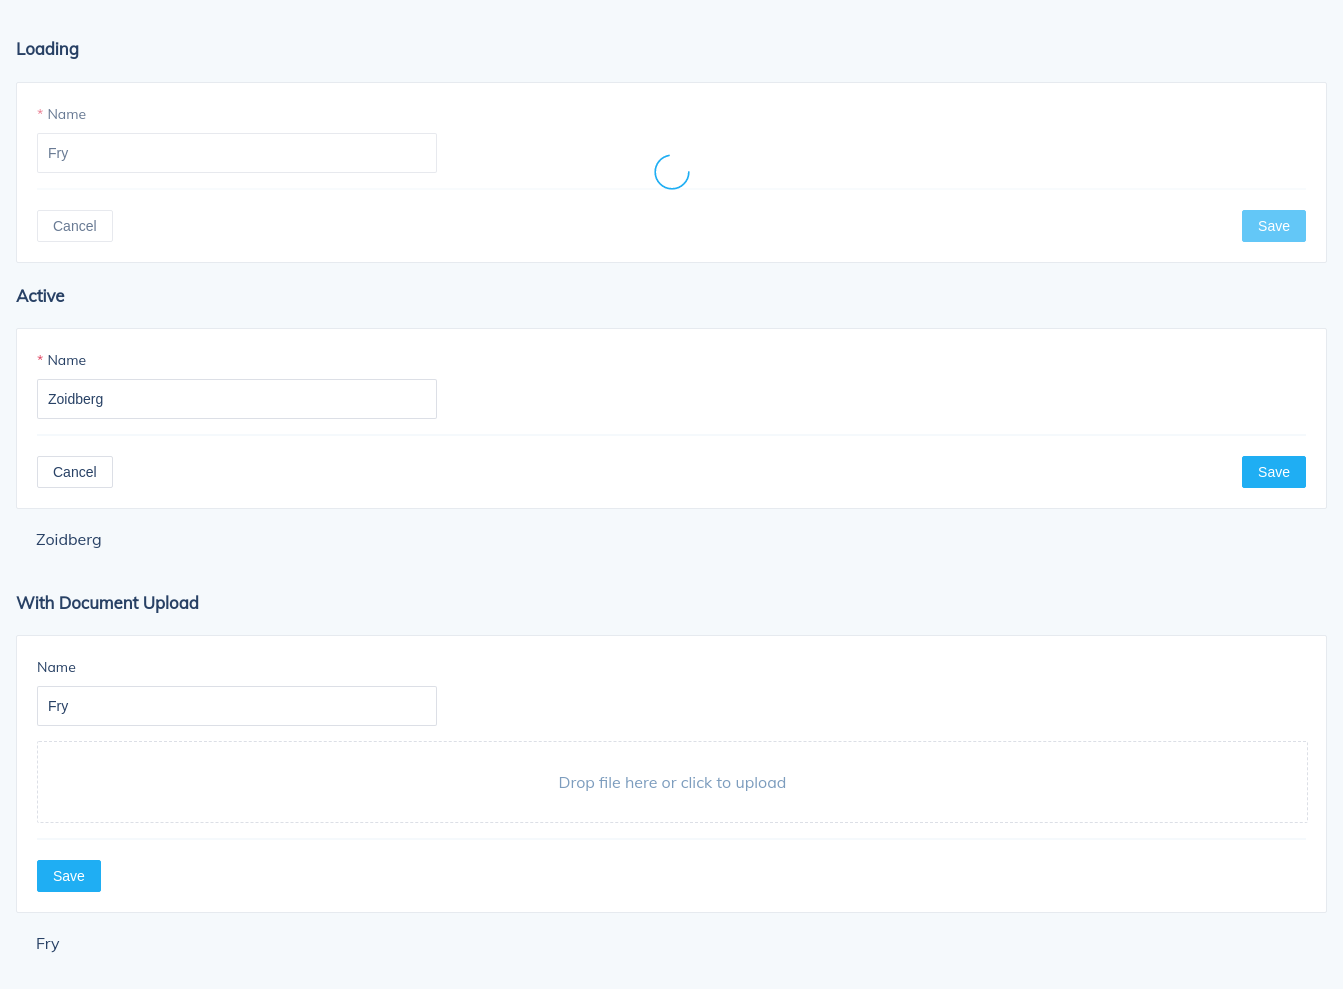 Loading
* Name
Fry
Cancel
Save
Active
* Name
Zoidberg
Cancel
Save
Zoidberg
With Document Upload
Name
Fry
Drop file here or click to upload
Save
Fry